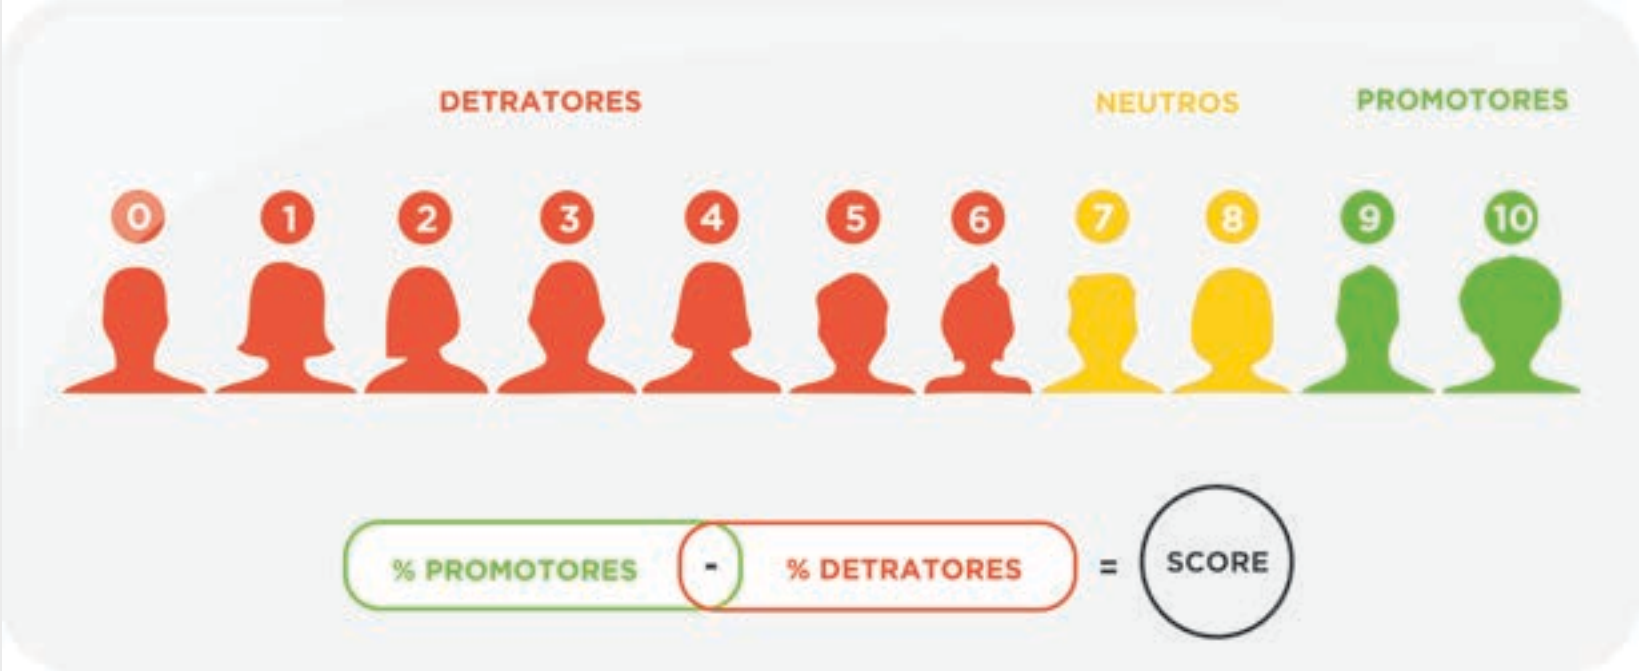 DETRATORES NEUTROS PROMOTORES
0 1 2 3 4 5 6 7 8 9 10
% PROMOTORES - % DETRATORES = SCORE